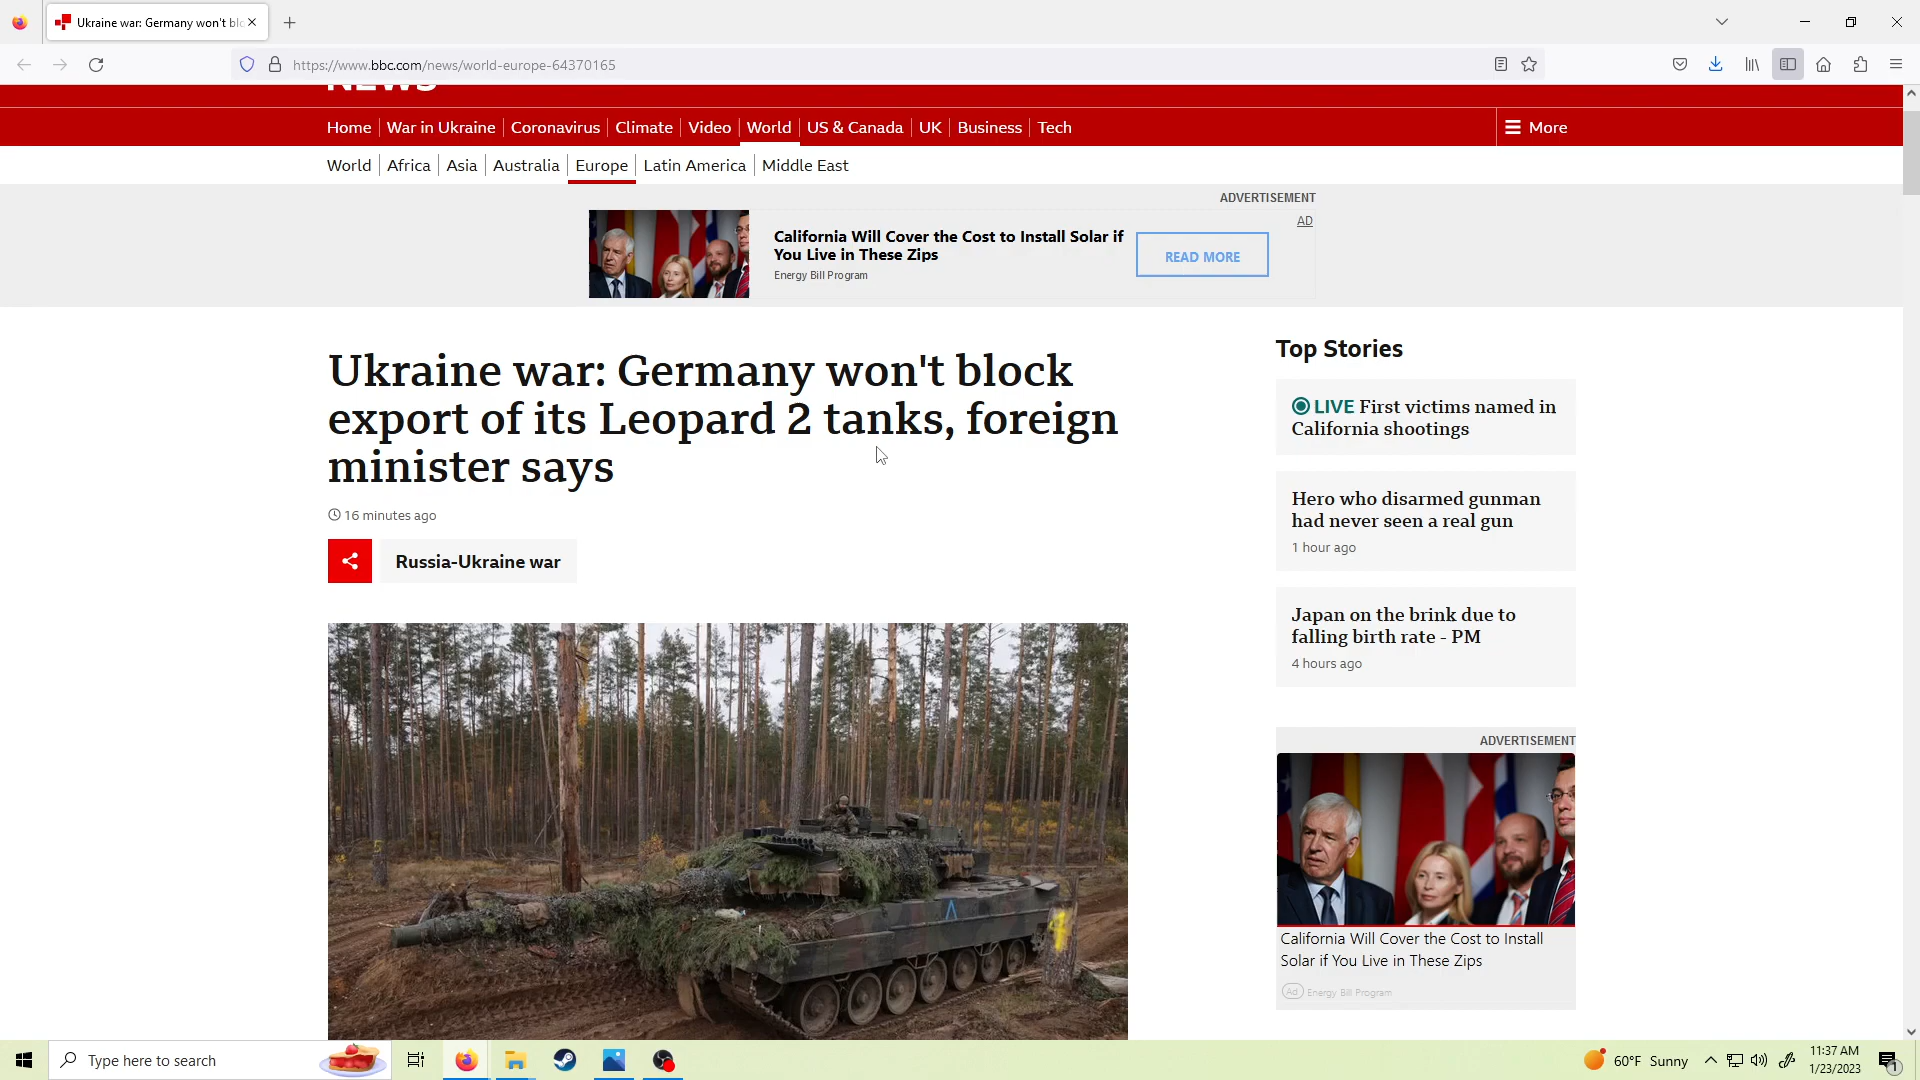 Ukraine war: Germany won't bl
https://www.bbc.com/news/world-europe-64370165
NEWS
Home
War in Ukraine
Coronavirus
Climate
Video
World
US & Canada
UK
Business
Tech
More
World
Africa
Asia
Australia
Europe
Latin America
Middle East
ADVERTISEMENT
AD
California Will Cover the Cost to Install Solar if
You Live in These Zips
Energy Bill Program
READ MORE
Ukraine war: Germany won't block
export of its Leopard 2 tanks, foreign
minister says
16 minutes ago
Russia-Ukraine war
Top Stories
LIVE First victims named in
California shootings
Hero who disarmed gunman
had never seen a real gun
1 hour ago
Japan on the brink due to
falling birth rate - PM
4 hours ago
ADVERTISEMENT
California Will Cover the Cost to Install
Solar if You Live in These Zips
Ad Energy Bill Program
4
Type here to search
60°F Sunny
11:37 AM
1/23/2023
1